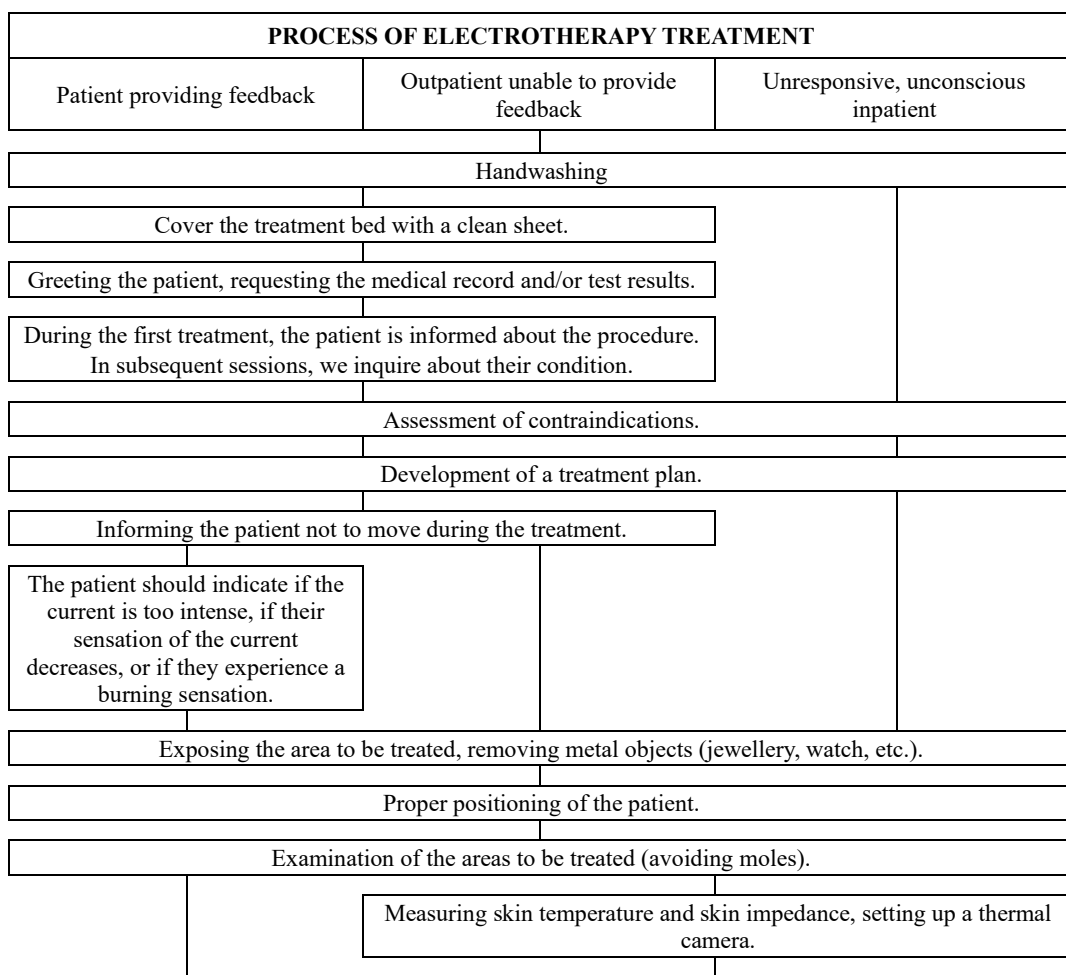 PROCESS OF ELECTROTHERAPY TREATMENT
Patient providing feedback
Outpatient unable to provide
feedback
Unresponsive, unconscious
inpatient
Handwashing
Cover the treatment bed with a clean sheet.
Greeting the patient, requesting the medical record and/or test results.
During the first treatment, the patient is informed about the procedure.
In subsequent sessions, we inquire about their condition.
Assessment of contraindications.
Development of a treatment plan.
Informing the patient not to move during the treatment.
The patient should indicate if the
current is too intense, if their
sensation of the current
decreases, or if they experience a
burning sensation.
Exposing the area to be treated, removing metal objects (jewellery, watch, etc.).
Proper positioning of the patient.
Examination of the areas to be treated (avoiding moles).
Measuring skin temperature and skin impedance, setting up a thermal
camera.